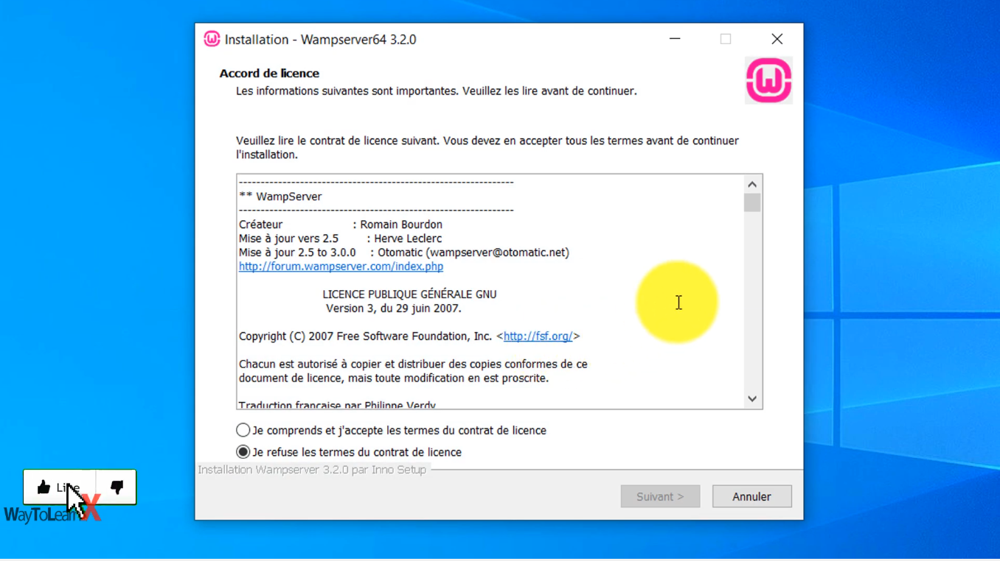 Installation - Wampserver64 3.2.0
Accord de licence
Les informations suivantes sont importantes. Veuillez les lire avant de continuer.
Veuillez lire le contrat de licence suivant. Vous devez en accepter tous les termes avant de continuer
l'installation.
----------------------------------------------------------------
** WampServer
----------------------------------------------------------------
Créateur : Romain Bourdon
Mise à jour vers 2.5 : Herve Leclerc
Mise à jour 2.5 to 3.0.0 : Otomatic (wampserver@otomatic.net)
http://forum.wampserver.com/index.php
LICENCE PUBLIQUE GÉNÉRALE GNU
Version 3, du 29 juin 2007.
Copyright (C) 2007 Free Software Foundation, Inc. <http://fsf.org/>
Chacun est autorisé à copier et distribuer des copies conformes de ce
document de licence, mais toute modification en est proscrite.
Traduction française par Philippe Verdy
Je comprends et j'accepte les termes du contrat de licence
Je refuse les termes du contrat de licence
Installation Wampserver 3.2.0 par Inno Setup
Suivant >
Annuler
Like
WayToLearnX